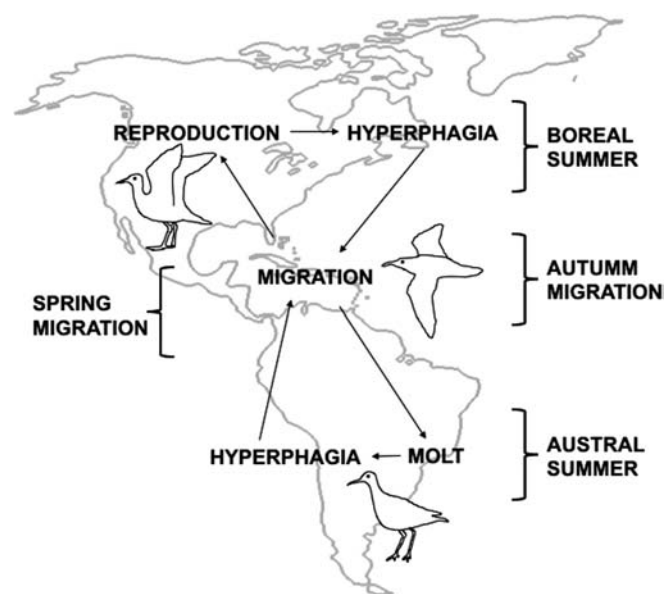 REPRODUCTION
HYPERPHAGIA
BOREAL
SUMMER
MIGRATION
AUTUMM
MIGRATION
SPRING
MIGRATION
HYPERPHAGIA
MOLT
AUSTRAL
SUMMER